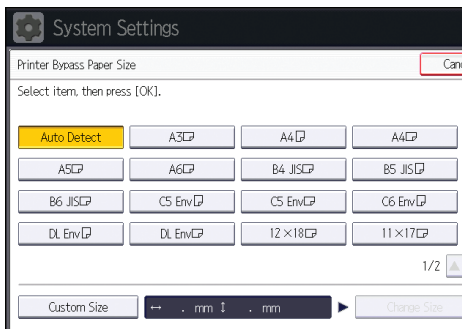 System Settings
Printer Bypass Paper Size
Canc
Select item, then press [OK].
Auto Detect A3 A4 A4
A5 A6 B4 JIS B5 JIS
B6 JIS C5 Env C5 Env C6 Env
DL Env DL Env 12×18 11×17
1/2
Custom Size ↔ . mm ↕ . mm Change Size